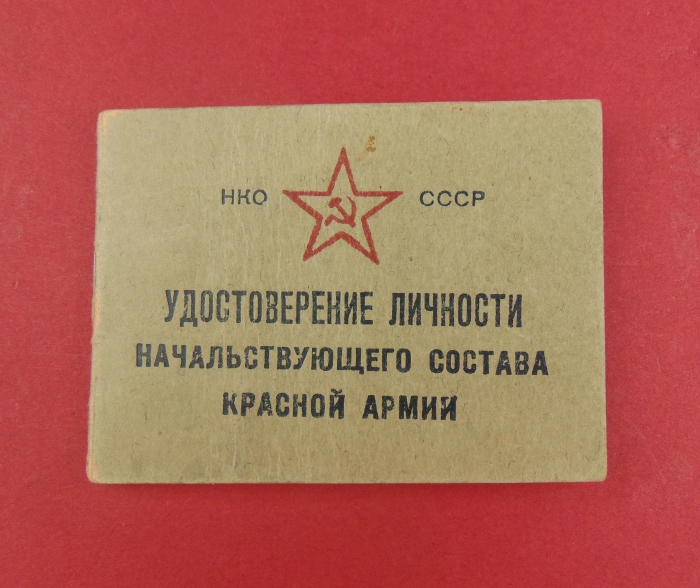 НКО СССР
УДОСТОВЕРЕНИЕ ЛИЧНОСТИ
НАЧАЛЬСТВУЮЩЕГО СОСТАВА
КРАСНОЙ АРМИИ